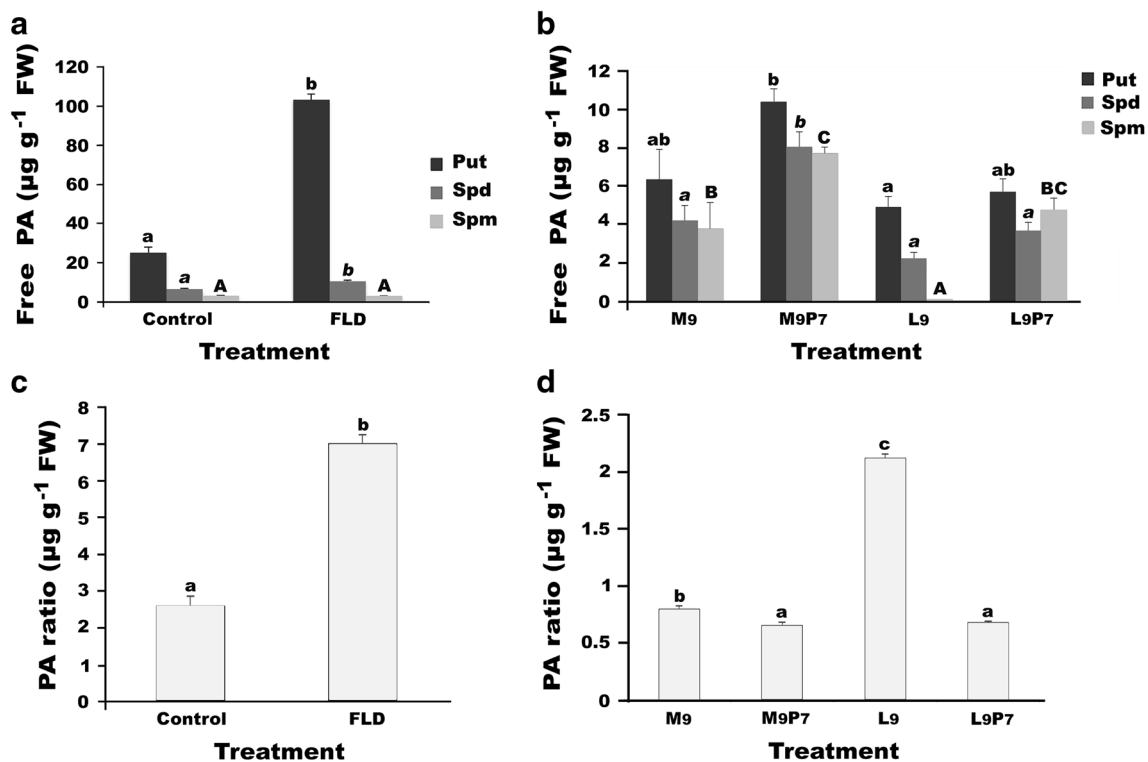 a
Free PA (µg g-1 FW)
120
100
80
60
40
20
0
a
a
A
b
b
A
Control
FLD
Treatment
Put
Spd
Spm
b
Free PA (µg g-1 FW)
12
10
8
6
4
2
0
ab
a
B
b
b
C
a
a
A
ab
a
BC
M9
M9P7
L9
L9P7
Treatment
Put
Spd
Spm
c
PA ratio (µg g-1 FW)
8
7
6
5
4
3
2
1
0
a
b
Control
FLD
Treatment
d
PA ratio (µg g-1 FW)
2.5
2
1.5
1
0.5
0
b
a
c
a
M9
M9P7
L9
L9P7
Treatment